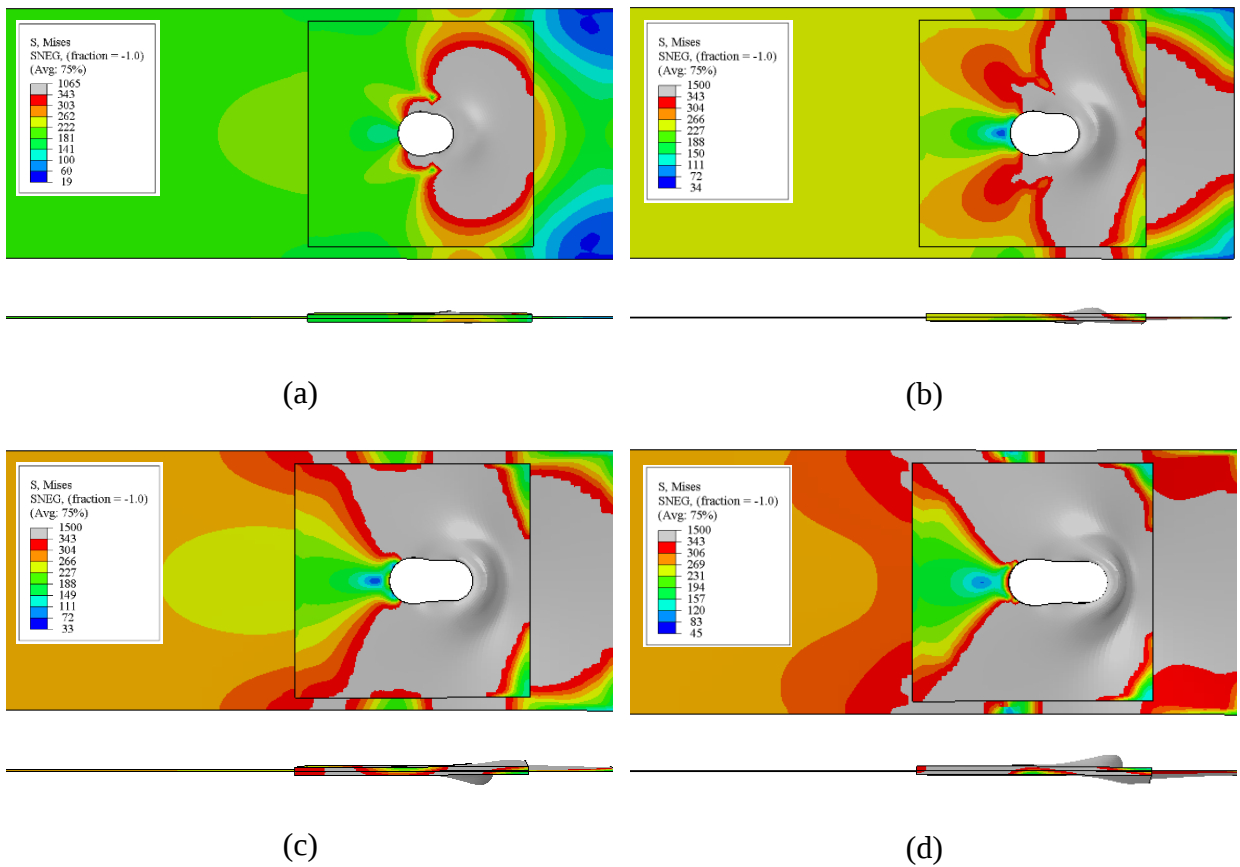 S, Mises
SNEG, (fraction = -1.0)
(Avg: 75%)
1065
343
303
262
222
181
141
100
60
19
(a)
S, Mises
SNEG, (fraction = -1.0)
(Avg: 75%)
1500
343
304
266
227
188
150
111
72
34
(b)
S, Mises
SNEG, (fraction = -1.0)
(Avg: 75%)
1500
343
304
266
227
188
149
111
72
33
(c)
S, Mises
SNEG, (fraction = -1.0)
(Avg: 75%)
1500
343
306
269
231
194
157
120
83
45
(d)